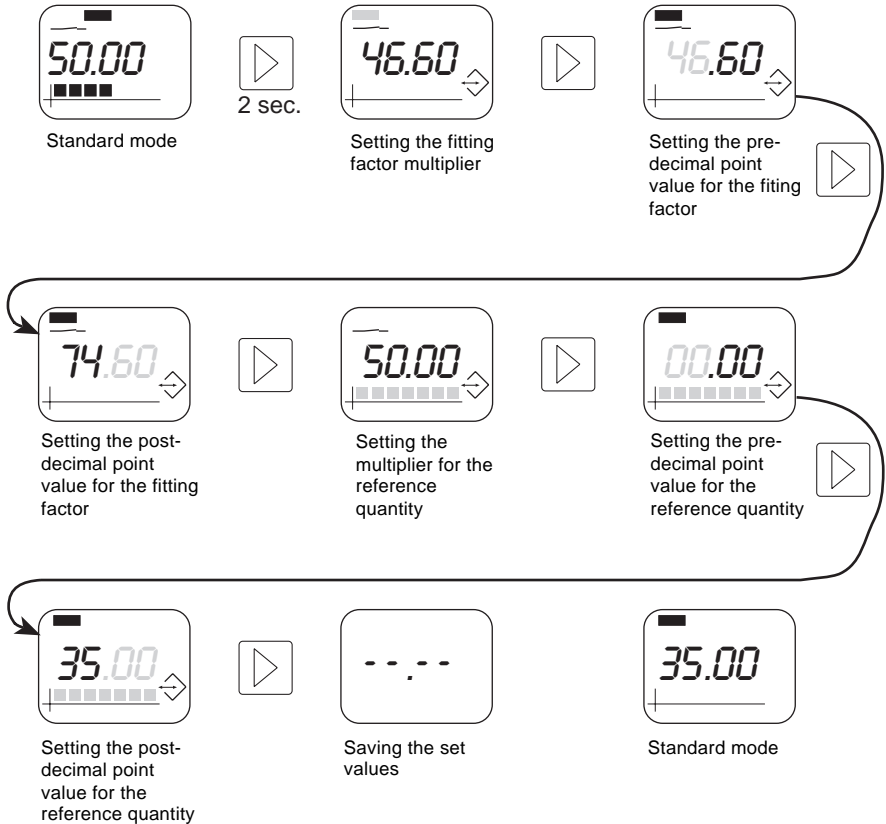 50.00
2 sec.
46.60
46.60
Standard mode
Setting the fitting
factor multiplier
Setting the pre-
decimal point
value for the fiting
factor
74.60
50.00
00.00
Setting the post-
decimal point
value for the fitting
factor
Setting the
multiplier for the
reference
quantity
Setting the pre-
decimal point
value for the
reference quantity
35.00
--.--
35.00
Setting the post-
decimal point
value for the
reference quantity
Saving the set
values
Standard mode